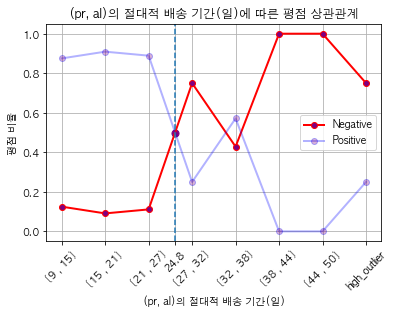 (pr, al)의 절대적 배송 기간(일)에 따른 평점 상관관계
평점 비율
1.0
0.8
0.6
0.4
0.2
0.0
Negative
Positive
[9 , 15)
[15 , 21)
[21 , 27)
24.8
[27 , 32)
[32 , 38)
[38 , 44)
[44 , 50)
hgh_outlier
(pr, al)의 절대적 배송 기간(일)